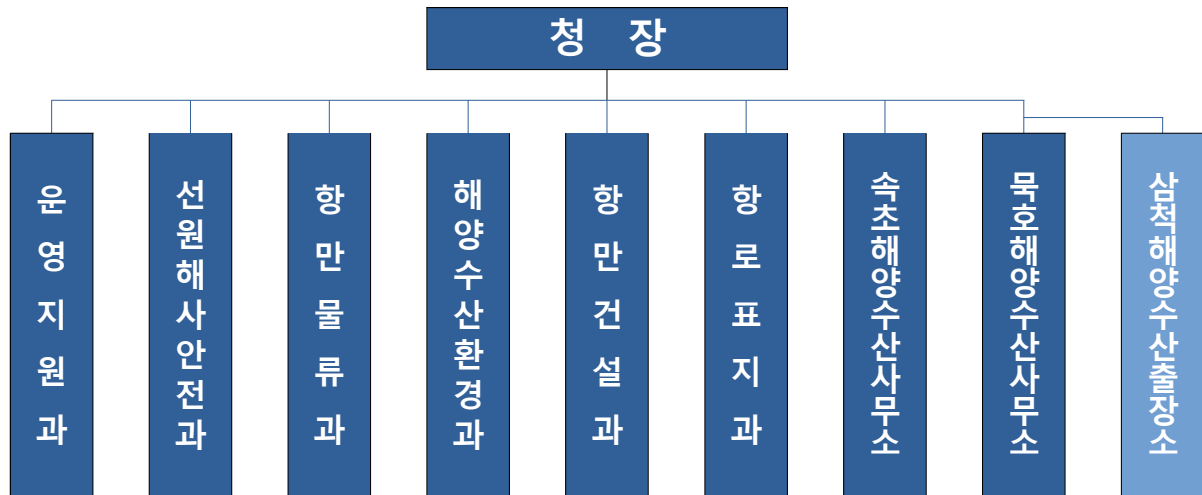 청 장
운영지원과
선원해사안전과
항만물류과
해양수산환경과
항만건설과
항로표지과
속초해양수산사무소
묵호해양수산사무소
삼척해양수산출장소